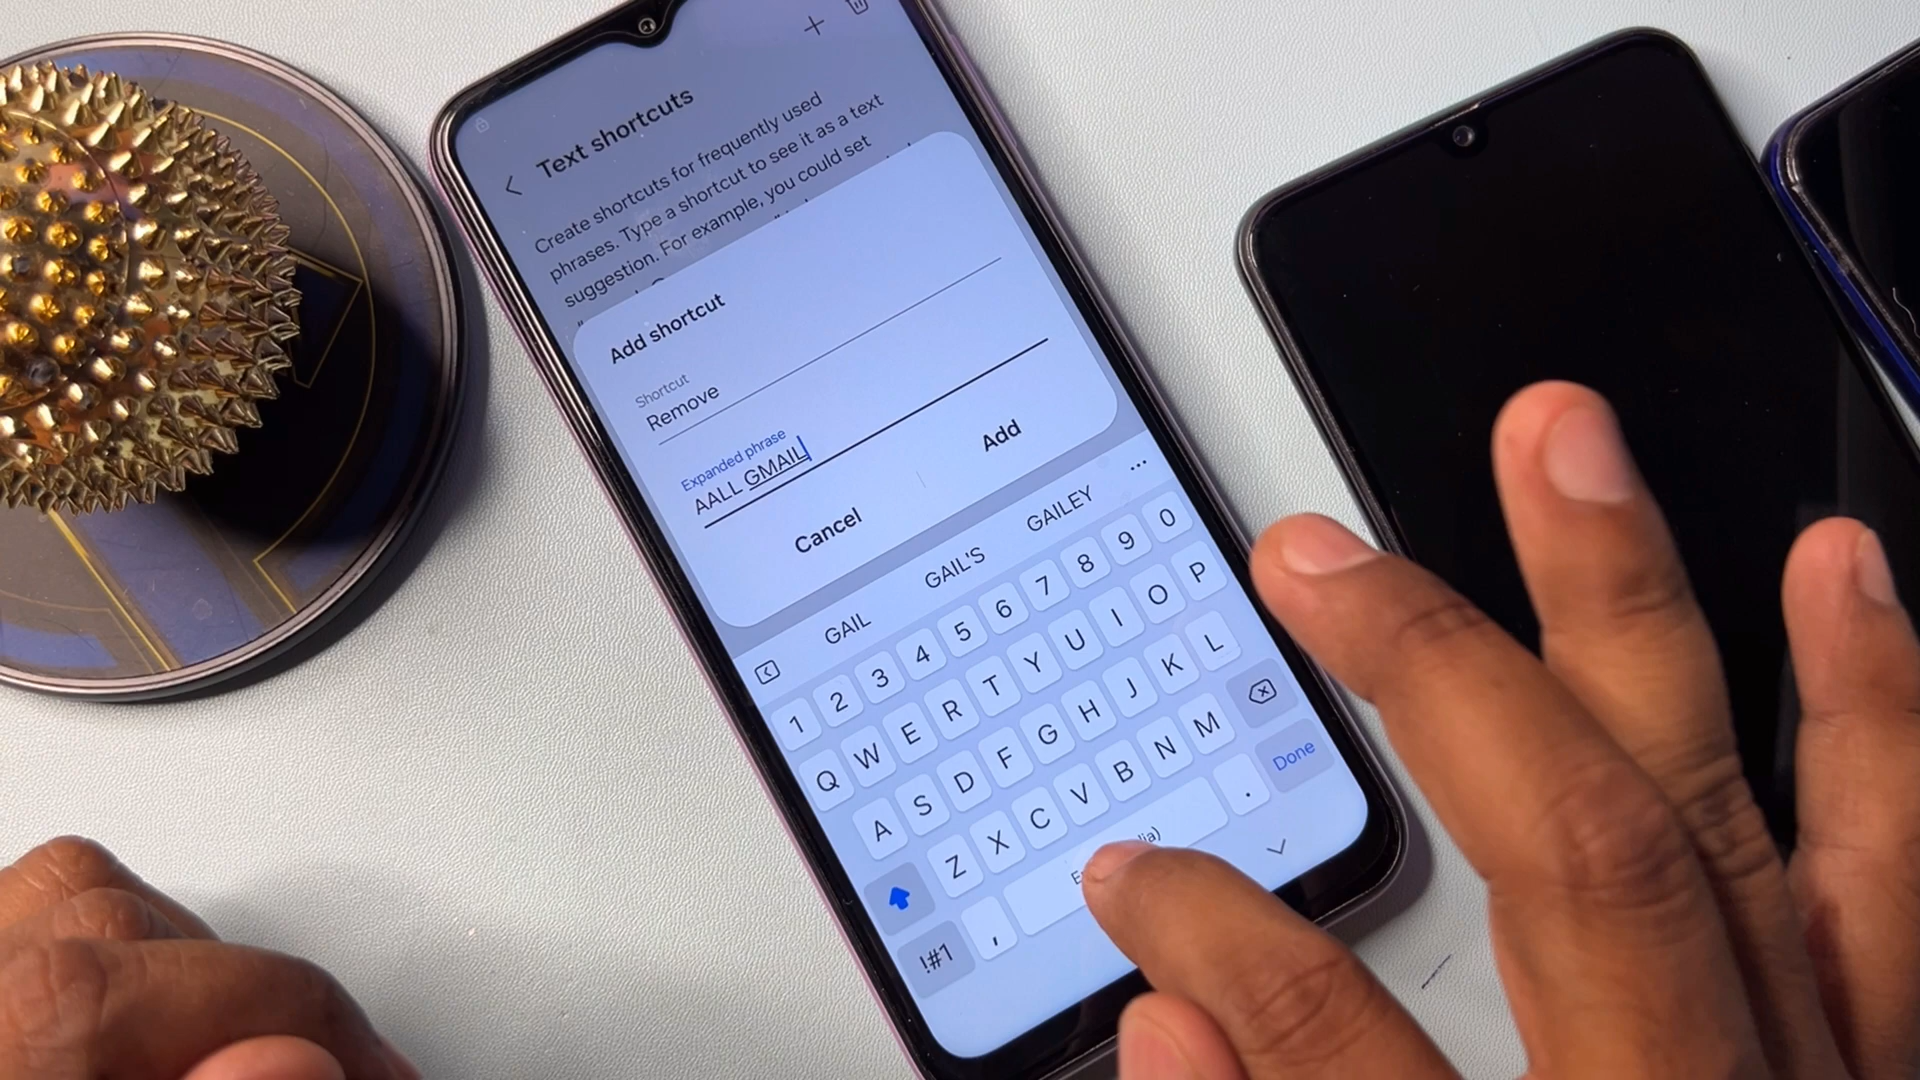 Text shortcuts
Create shortcuts for frequently used
phrases. Type a shortcut to see it as a text
suggestion. For example, you could set
Add shortcut
Shortcut
Remove
Expanded phrase
AALL GMAIL
Cancel
Add
GAIL
GAIL'S
GAILEY
1 2 3 4 5 6 7 8 9 0
Q W E R T Y U I O P
A S D F G H J K L
Z X C V B N M
!#1 , .
Done